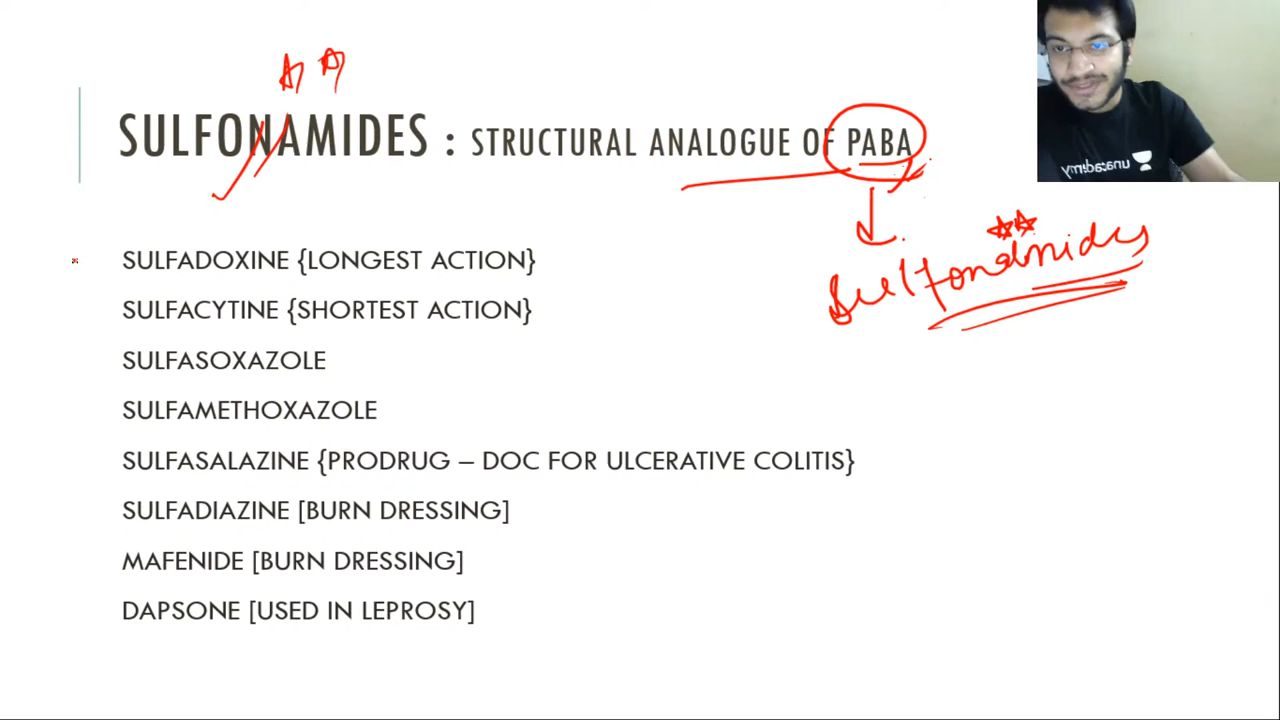 SULFONAMIDES : STRUCTURAL ANALOGUE OF PABA
unacademy
Sulfonamides
SULFADOXINE {LONGEST ACTION}
SULFACYTINE {SHORTEST ACTION}
SULFASOXAZOLE
SULFAMETHOXAZOLE
SULFASALAZINE {PRODRUG – DOC FOR ULCERATIVE COLITIS}
SULFADIAZINE [BURN DRESSING]
MAFENIDE [BURN DRESSING]
DAPSONE [USED IN LEPROSY]